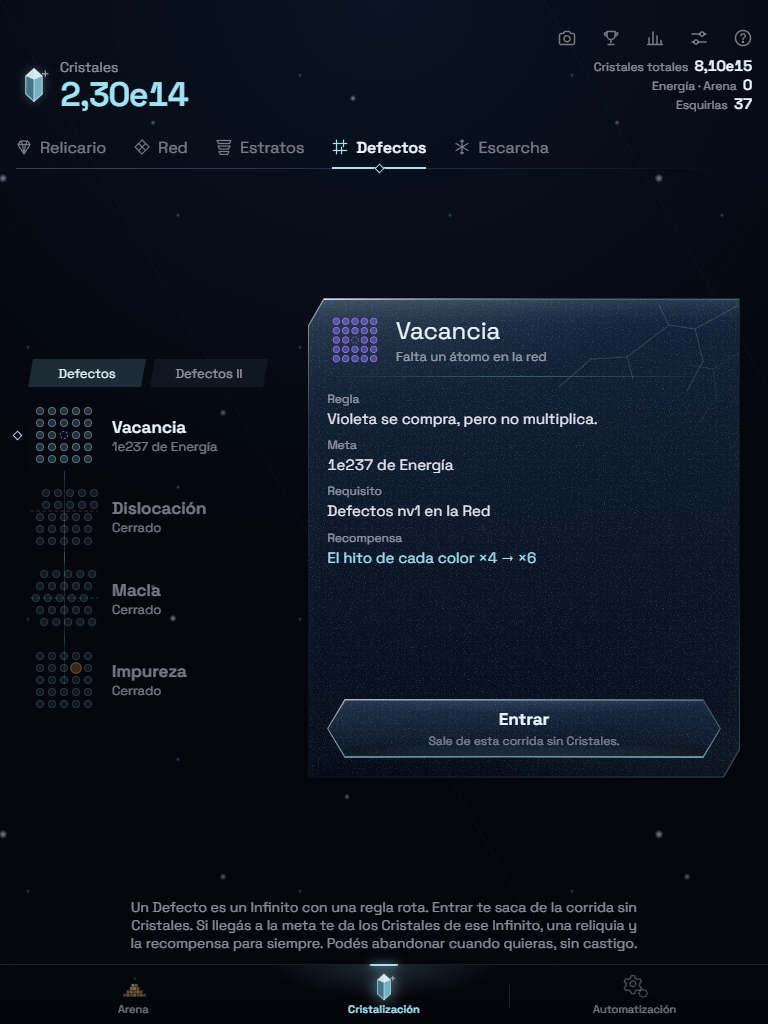 Cristales
2,30e14
Cristales totales 8,10e15
Energía · Arena 0
Esquirlas 37
Relicario
Red
Estratos
Defectos
Escarcha
Defectos
Defectos II
Vacancia
1e237 de Energía
Dislocación
Cerrado
Macla
Cerrado
Impureza
Cerrado
Vacancia
Falta un átomo en la red
Regla
Violeta se compra, pero no multiplica.
Meta
1e237 de Energía
Requisito
Defectos nv1 en la Red
Recompensa
El hito de cada color ×4 → ×6
Entrar
Sale de esta corrida sin Cristales.
Un Defecto es un Infinito con una regla rota. Entrar te saca de la corrida sin
Cristales. Si llegás a la meta te da los Cristales de ese Infinito, una reliquia y
la recompensa para siempre. Podés abandonar cuando quieras, sin castigo.
Arena
Cristalización
Automatización